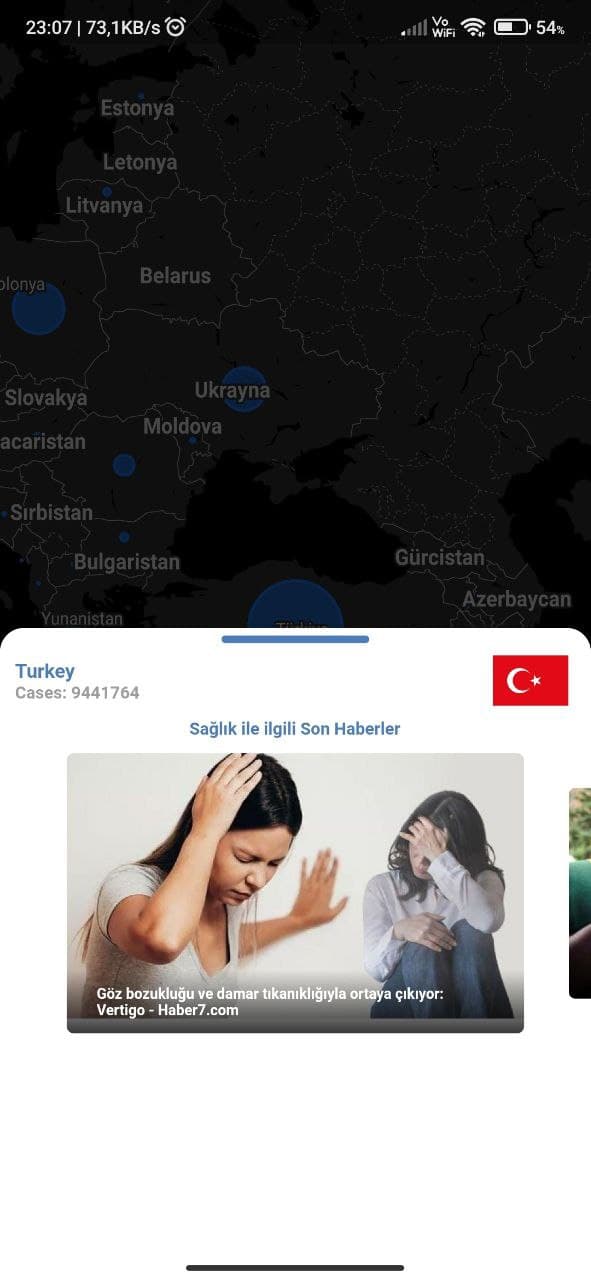 23:07 | 73,1KB/s
Vo
WiFi
54%
Estonya
Letonya
Litvanya
Belarus
olonya
Ukrayna
Slovakya
Moldova
acaristan
Sırbistan
Bulgaristan
Gürcistan
Azerbaycan
Yunanistan
Türkiye
Turkey
Cases: 9441764
Sağlık ile ilgili Son Haberler
Göz bozukluğu ve damar tıkanıklığıyla ortaya çıkıyor:
Vertigo - Haber7.com